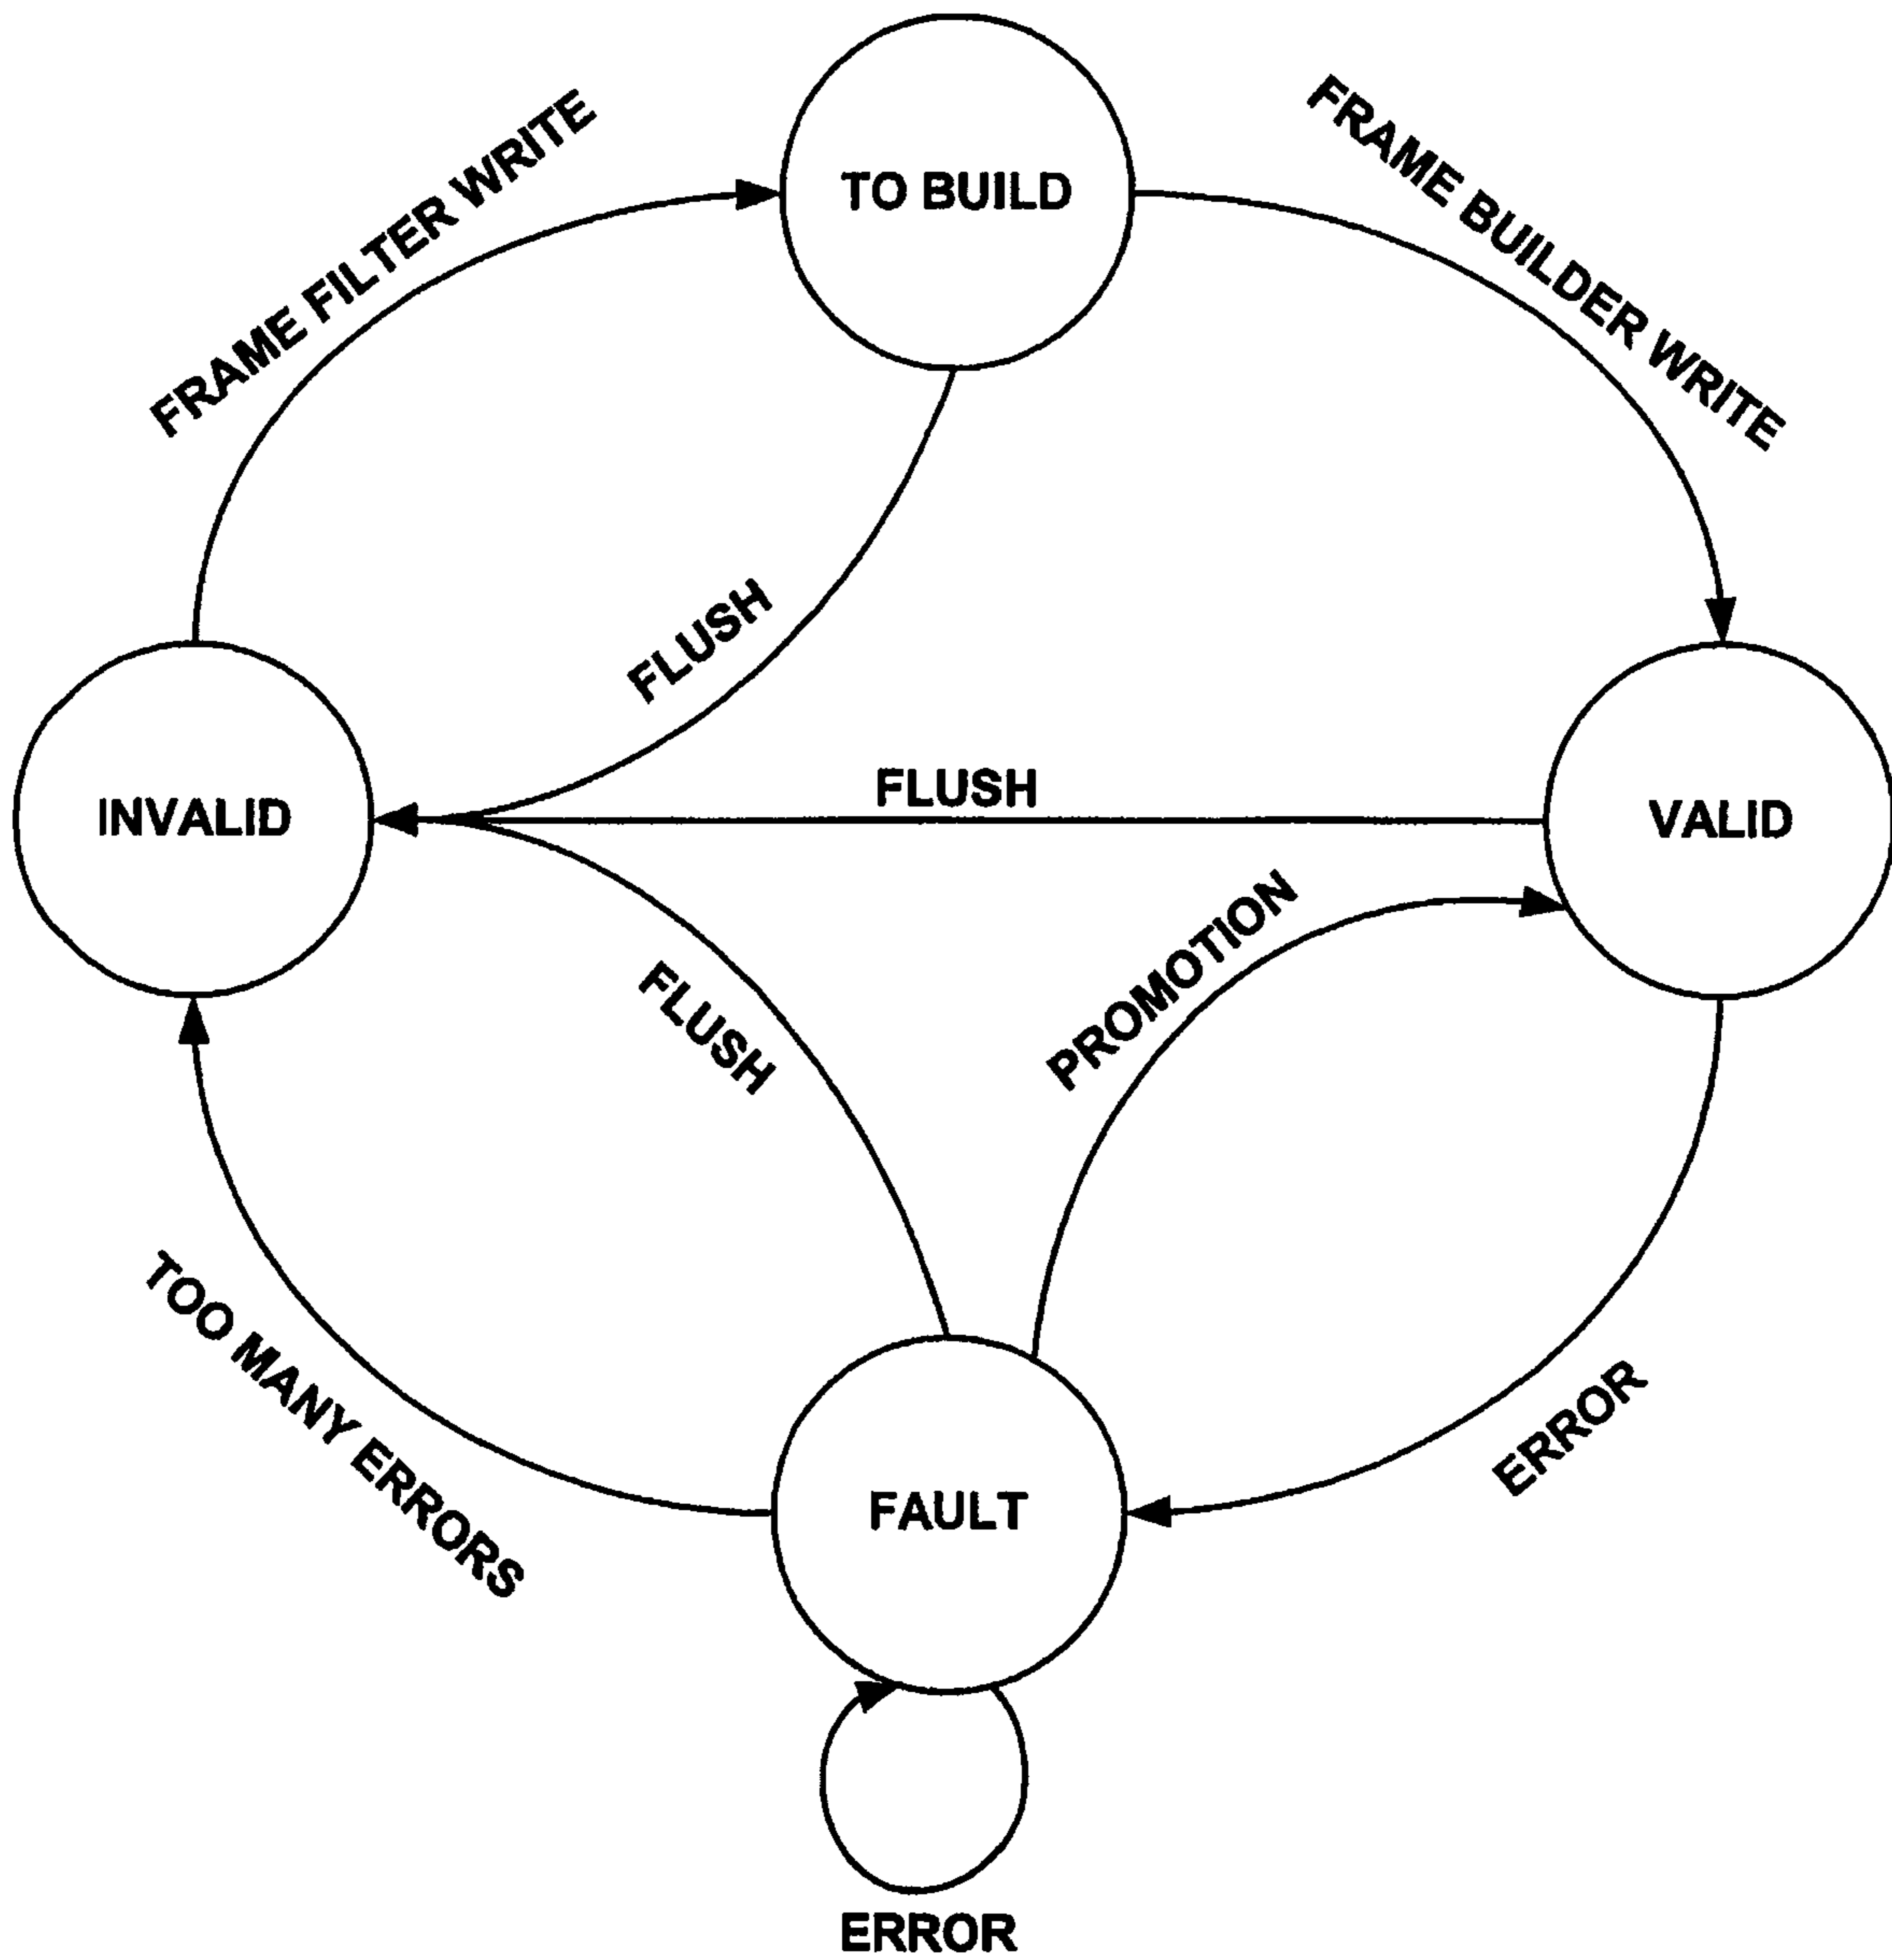 TO BUILD
FRAME FILTER WRITE
FRAME BUILDER WRITE
FLUSH
FLUSH
INVALID
VALID
PROMOTION
FLUSH
TOO MANY ERRORS
ERROR
FAULT
ERROR